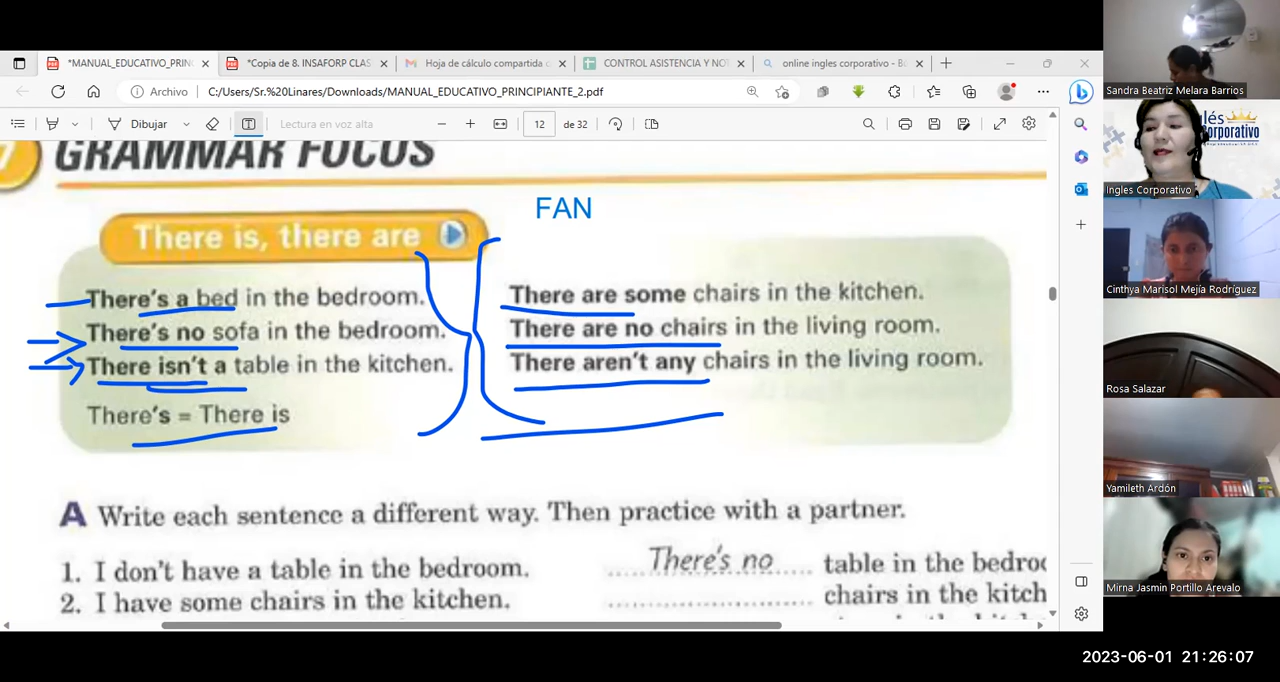 Sandra Beatriz Melara Barrios
*MANUAL_EDUCATIVO_PRIN
*Copia de 8. INSAFORP CLAS
Hoja de cálculo compartida
CONTROL ASISTENCIA Y NO
online ingles corporativo - B
Archivo
C:/Users/Sr.%20Linares/Downloads/MANUAL_EDUCATIVO_PRINCIPIANTE_2.pdf
Dibujar
Lectura en voz alta
12
de 32
GRAMMAR FOCUS
FAN
There is, there are
There's a bed in the bedroom.
There's no sofa in the bedroom.
There isn't a table in the kitchen.
There's = There is
There are some chairs in the kitchen.
There are no chairs in the living room.
There aren't any chairs in the living room.
A Write each sentence a different way. Then practice with a partner.
1. I don't have a table in the bedroom.
There's no table in the bedro
2. I have some chairs in the kitchen.
chairs in the kitch
Inglés Corporativo
Ingles Corporativo
Cinthya Marisol Mejía Rodríguez
Rosa Salazar
Yamileth Ardón
Mirna Jasmin Portillo Arevalo
2023-06-01 21:26:07